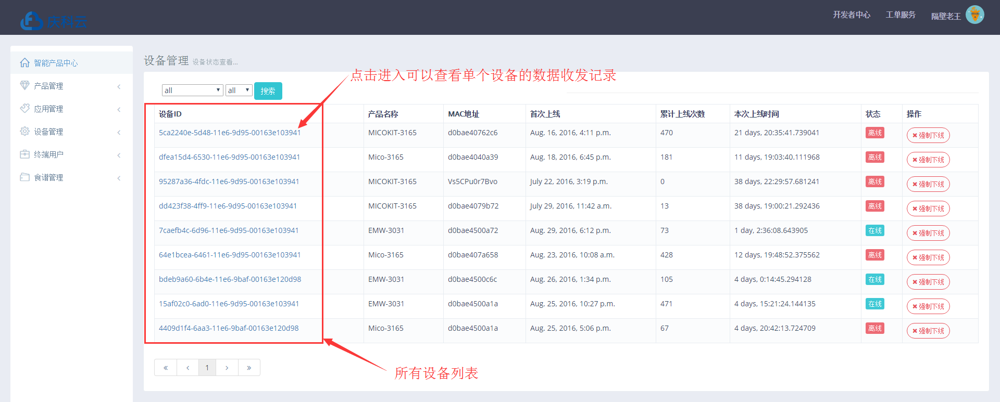 庆科云
开发者中心 工单服务 隔壁老王
智能产品中心
产品管理
应用管理
设备管理
终端用户
食谱管理
设备管理 设备状态查看...
点击进入可以查看单个设备的数据收发记录
all all 搜索
设备ID 产品名称 MAC地址 首次上线 累计上线次数 本次上线时间 状态 操作
5ca2240e-5d48-11e6-9d95-00163e103941 MICOKIT-3165 d0bae40762c6 Aug. 16, 2016, 4:11 p.m. 470 21 days, 20:35:41.739041 离线 ✖ 强制下线
dfea15d4-6530-11e6-9d95-00163e103941 Mico-3165 d0bae4040a39 Aug. 18, 2016, 6:45 p.m. 181 11 days, 19:03:40.111968 离线 ✖ 强制下线
95287a36-4fdc-11e6-9d95-00163e103941 MICOKIT-3165 Vs5CPu0r7Bvo July 22, 2016, 3:19 p.m. 0 38 days, 22:29:57.681241 离线 ✖ 强制下线
dd423f38-4ff9-11e6-9d95-00163e103941 MICOKIT-3165 d0bae4079b72 July 29, 2016, 11:42 a.m. 13 38 days, 19:00:21.292436 离线 ✖ 强制下线
7caefb4c-6d96-11e6-9d95-00163e103941 EMW-3031 d0bae4500a72 Aug. 29, 2016, 6:12 p.m. 73 1 day, 2:36:08.643905 在线 ✖ 强制下线
64e1bcea-6461-11e6-9d95-00163e103941 Mico-3165 d0bae407a658 Aug. 23, 2016, 10:08 a.m. 428 12 days, 19:48:52.375562 离线 ✖ 强制下线
bdeb9a60-6b4e-11e6-9baf-00163e120d98 EMW-3031 d0bae4500c6c Aug. 26, 2016, 1:34 p.m. 105 4 days, 0:14:45.294128 在线 ✖ 强制下线
15af02c0-6ad0-11e6-9d95-00163e103941 EMW-3031 d0bae4500a1a Aug. 25, 2016, 10:27 p.m. 471 4 days, 15:21:24.144135 在线 ✖ 强制下线
4409d1f4-6aa3-11e6-9baf-00163e120d98 Mico-3165 d0bae4500a1a Aug. 25, 2016, 5:06 p.m. 67 4 days, 20:42:13.724709 离线 ✖ 强制下线
« ‹ 1 › »
所有设备列表